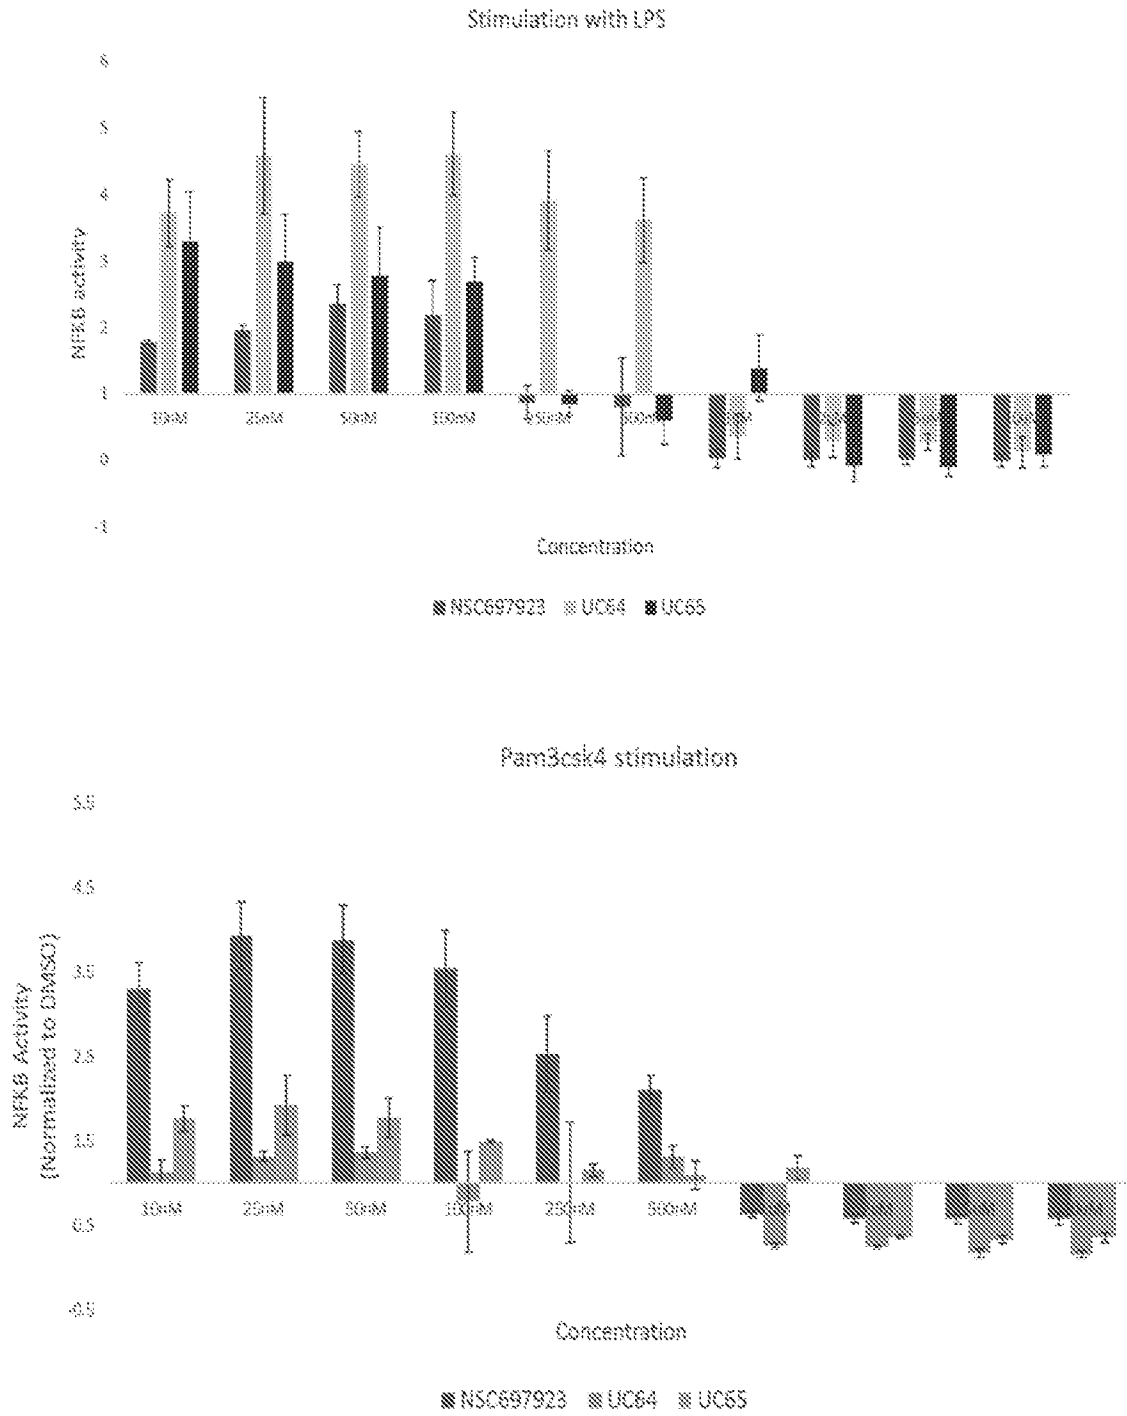 Stimulation with LPS
6
5
4
3
2
1
0
-1
NFKB activity
10nM 25nM 50nM 100nM 250nM 500nM
Concentration
NSC697923 UC64 UC65
Pam3csk4 stimulation
5.5
4.5
3.5
2.5
1.5
0.5
-0.5
NFKB Activity
(Normalized to DMSO)
10nM 25nM 50nM 100nM 250nM 500nM
Concentration
NSC697923 UC64 UC65